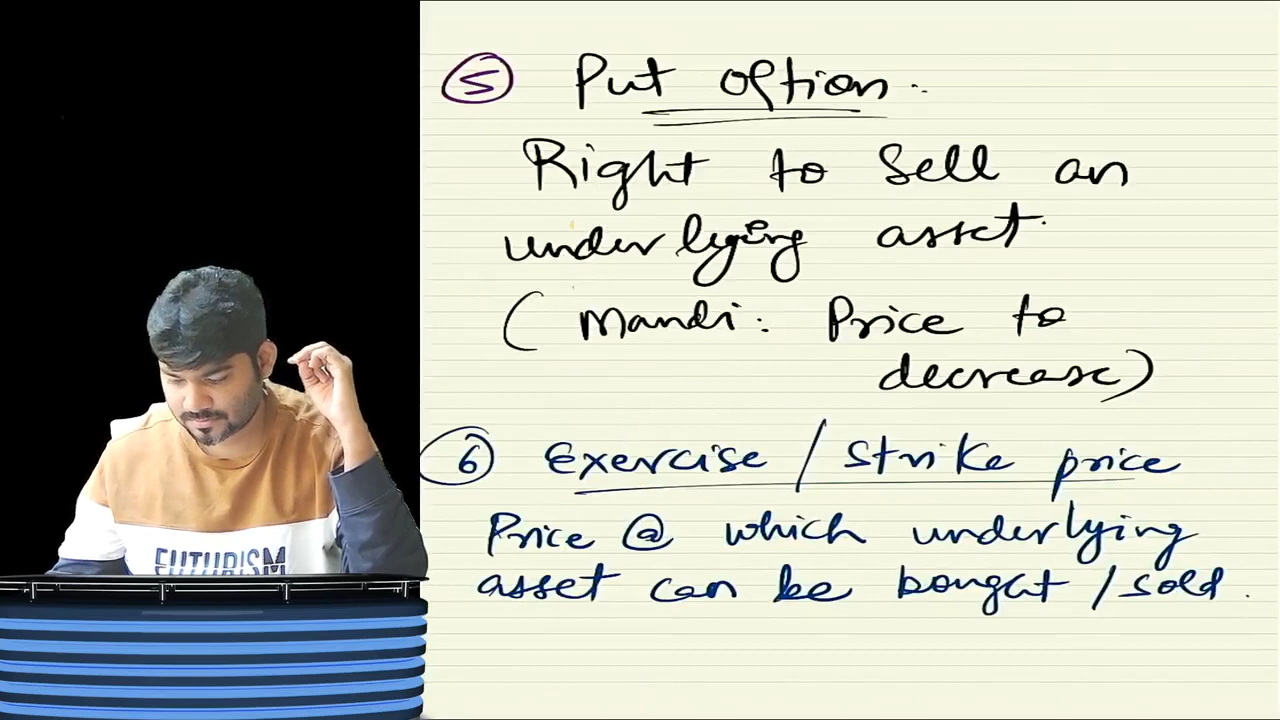 5 Put option..
Right to Sell an
underlying asset.
( Mandi: Price to
decrease)
6 Exercise / Strike price
Price @ which underlying
asset can be bought / sold.
FUTURISM